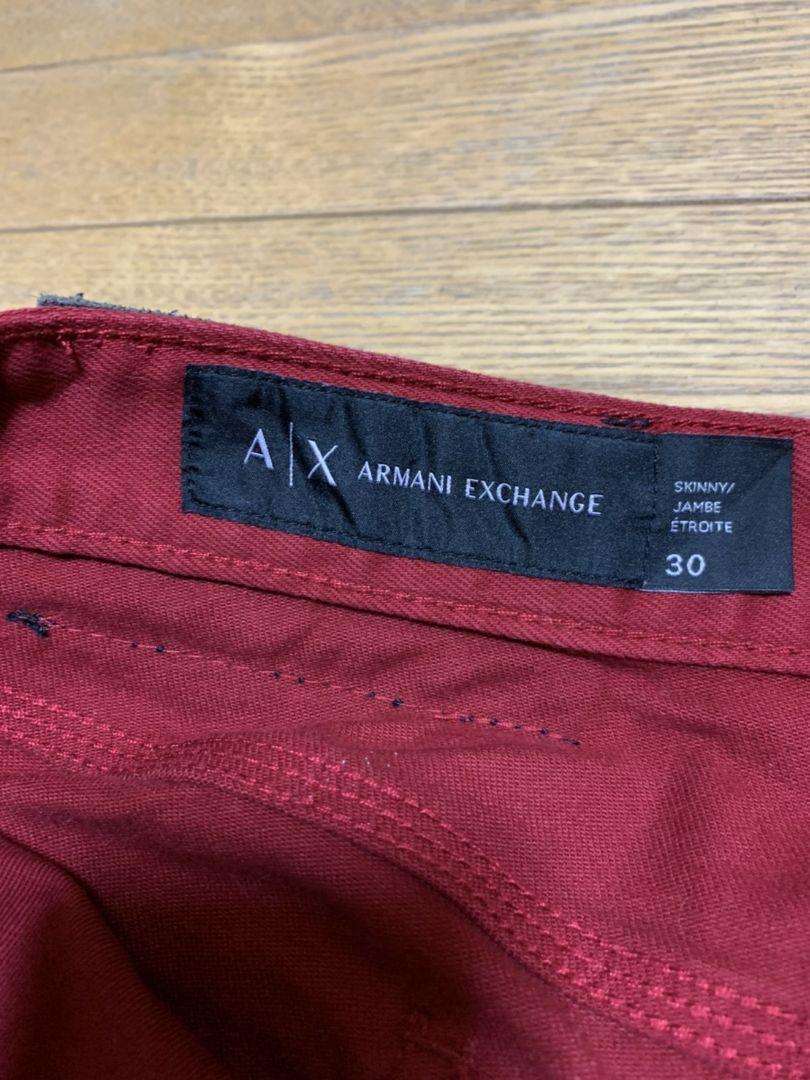 A|X ARMANI EXCHANGE
SKINNY/
JAMBE
ÉTROITE
30